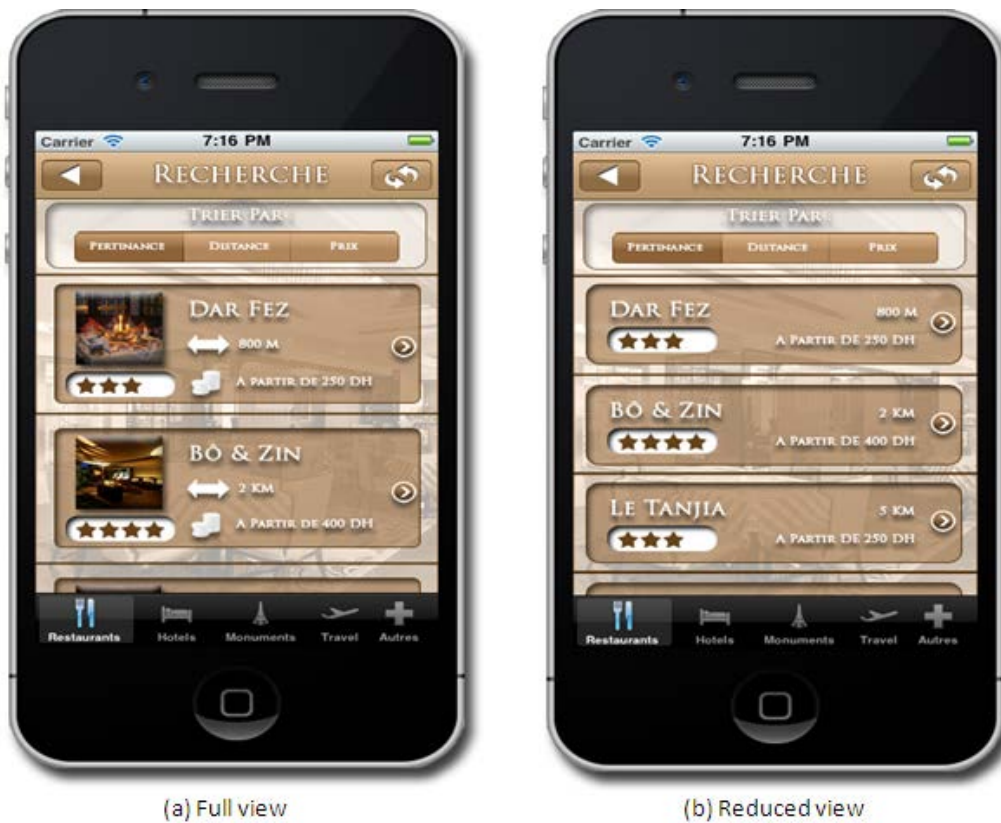 Carrier 7:16 PM
RECHERCHE
TRIER PAR :
PERTINANCE DISTANCE PRIX
DAR FEZ
800 M
A PARTIR DE 250 DH
BÔ & ZIN
2 KM
A PARTIR DE 400 DH
Restaurants Hotels Monuments Travel Autres
(a) Full view
Carrier 7:16 PM
RECHERCHE
TRIER PAR :
PERTINANCE DISTANCE PRIX
DAR FEZ 800 M
A PARTIR DE 250 DH
BÔ & ZIN 2 KM
A PARTIR DE 400 DH
LE TANJIA 5 KM
A PARTIR DE 250 DH
Restaurants Hotels Monuments Travel Autres
(b) Reduced view